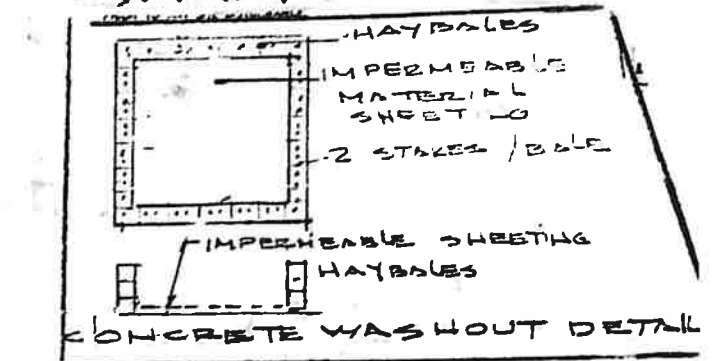 HAYBALES
IMPERMEABLE
MATERIAL
SHEETING
2 STAKES / BALE
IMPERMEABLE SHEETING
HAYBALES
CONCRETE WASHOUT DETAIL